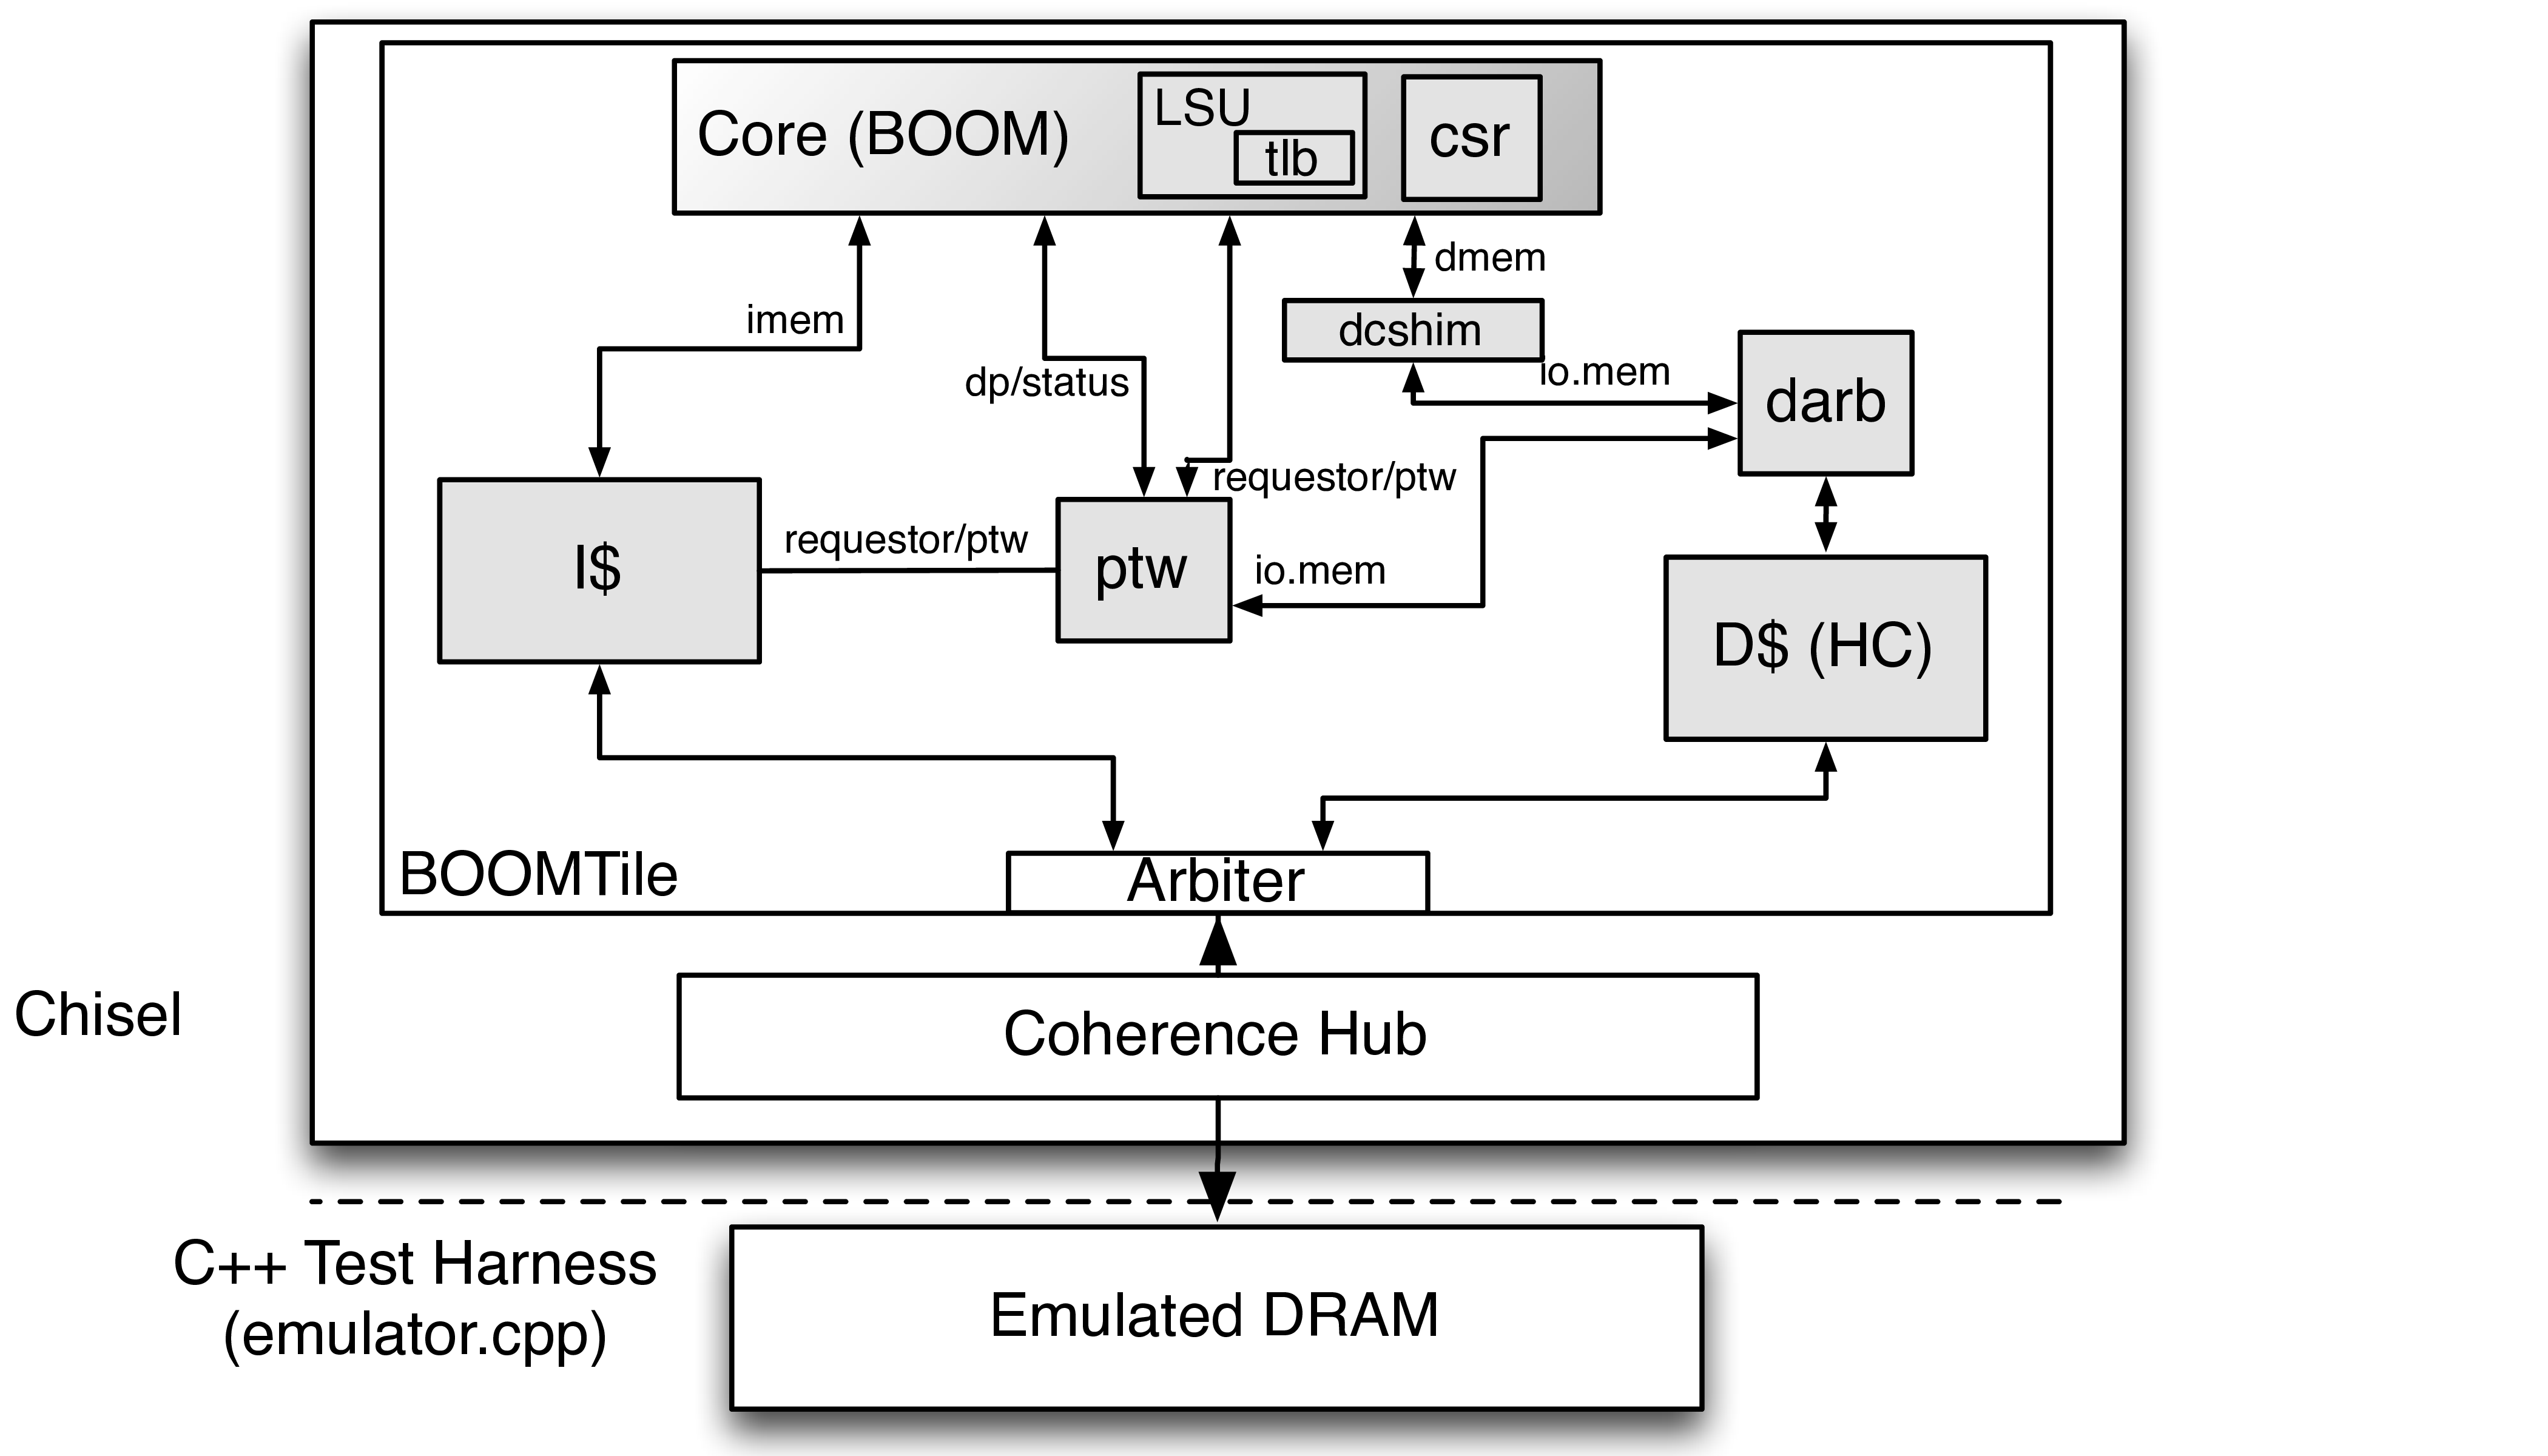 Core (BOOM)
LSU
tlb
csr
dmem
imem
dcshim
dp/status
io.mem
darb
requestor/ptw
requestor/ptw
I$
ptw
io.mem
D$ (HC)
BOOMTile
Arbiter
Chisel
Coherence Hub
C++ Test Harness
(emulator.cpp)
Emulated DRAM